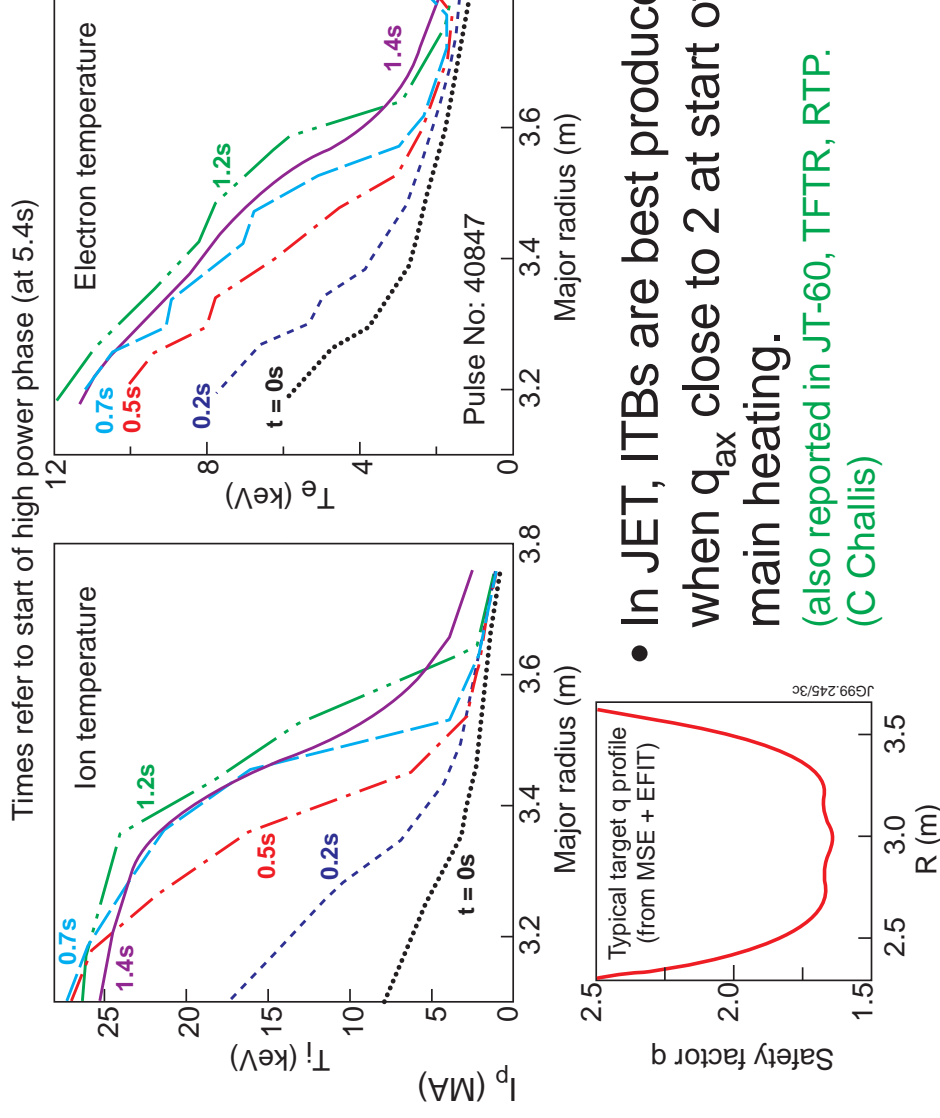 Times refer to start of high power phase (at 5.4s)
Ion temperature
T_i (keV)
25
20
15
10
5
0
0.7s
1.4s
1.2s
0.5s
0.2s
t = 0s
3.2
3.4
3.6
3.8
Major radius (m)
I_p (MA)
Electron temperature
T_e (keV)
12
8
4
0
0.7s
0.5s
0.2s
t = 0s
1.2s
1.4s
Pulse No: 40847
3.2
3.4
3.6
Major radius (m)
Typical target q profile
(from MSE + EFIT)
Safety factor q
2.5
2.0
1.5
2.5
3.0
3.5
R (m)
JG99.245/3c
• In JET, ITBs are best produce
when q_ax close to 2 at start o
main heating.
(also reported in JT-60, TFTR, RTP.
(C Challis)